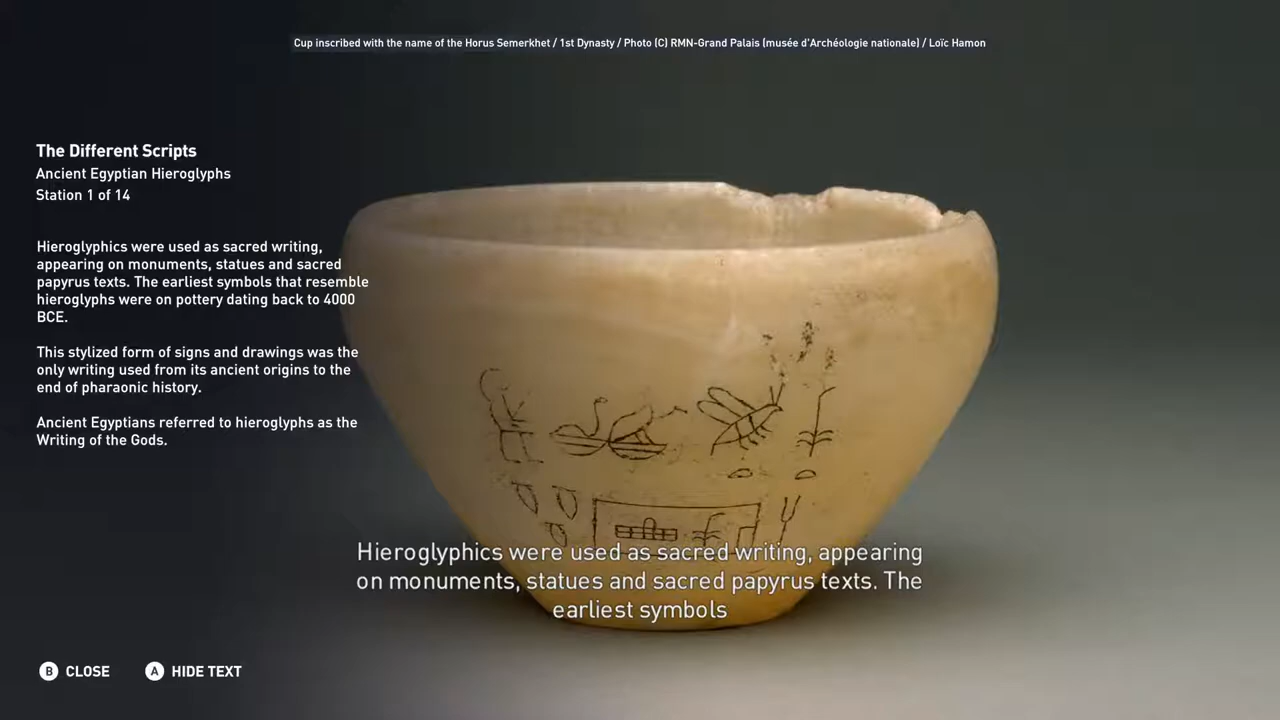 Cup inscribed with the name of the Horus Semerkhet / 1st Dynasty / Photo (C) RMN-Grand Palais (musée d'Archéologie nationale) / Loïc Hamon
The Different Scripts
Ancient Egyptian Hieroglyphs
Station 1 of 14
Hieroglyphics were used as sacred writing,
appearing on monuments, statues and sacred
papyrus texts. The earliest symbols that resemble
hieroglyphs were on pottery dating back to 4000
BCE.
This stylized form of signs and drawings was the
only writing used from its ancient origins to the
end of pharaonic history.
Ancient Egyptians referred to hieroglyphs as the
Writing of the Gods.
Hieroglyphics were used as sacred writing, appearing
on monuments, statues and sacred papyrus texts. The
earliest symbols
B CLOSE A HIDE TEXT